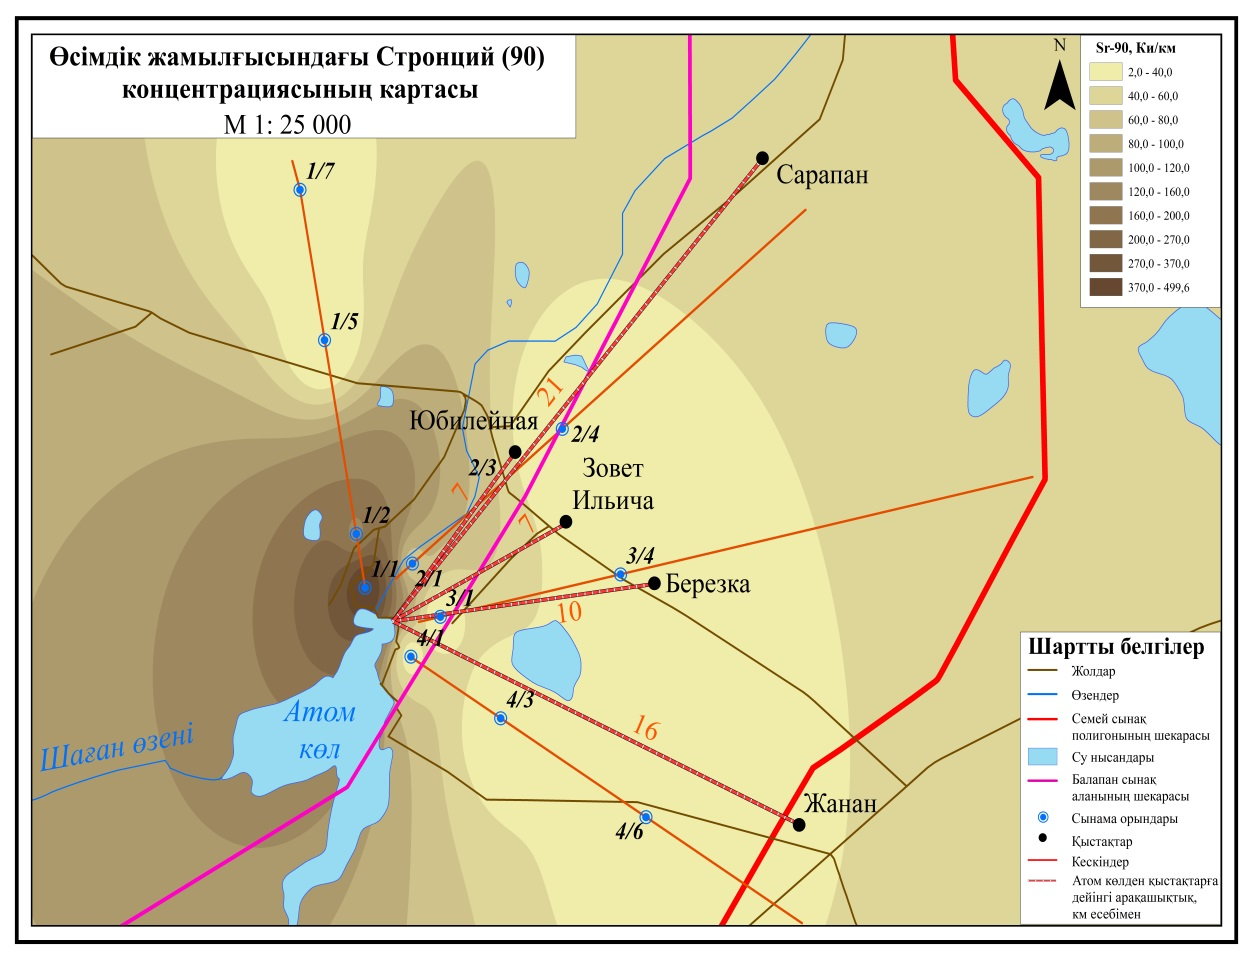 Өсімдік жамылғысындағы Стронций (90)
концентрациясының картасы
М 1: 25 000
N
Sr-90, Ки/км
2,0 - 40,0
40,0 - 60,0
60,0 - 80,0
80,0 - 100,0
100,0 - 120,0
120,0 - 160,0
160,0 - 200,0
200,0 - 270,0
270,0 - 370,0
370,0 - 499,6
1/7
Сарапан
1/5
21
Юбилейная
2/4
2/3
Зовет
Ильича
7
7
1/2
3/4
1/1
2/1
Березка
3/1
10
4/1
4/3
Атом
көл
16
Шаған өзені
Жанан
4/6
Шартты белгілер
Жолдар
Өзендер
Семей сынақ
полигонының шекарасы
Су нысандары
Балапан сынақ
аланының шекарасы
Сынама орындары
Қыстақтар
Кескіндер
Атом көлден қыстақтарға
дейінгі арақашықтық,
км есебімен